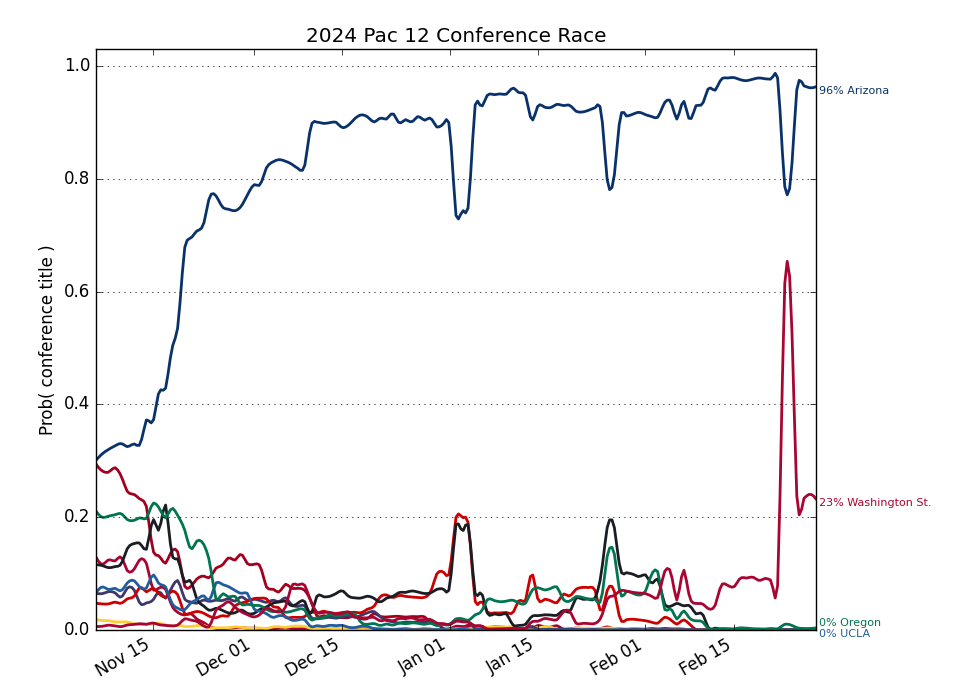 2024 Pac 12 Conference Race
Prob( conference title )
1.0
0.8
0.6
0.4
0.2
0.0
96% Arizona
23% Washington St.
0% Oregon
0% UCLA
Nov 15
Dec 01
Dec 15
Jan 01
Jan 15
Feb 01
Feb 15